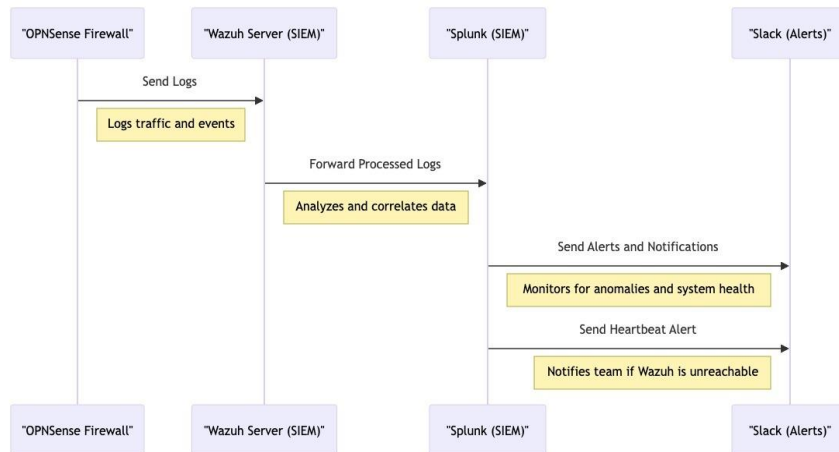 "OPNSense Firewall" "Wazuh Server (SIEM)" "Splunk (SIEM)" "Slack (Alerts)"
Send Logs
Logs traffic and events
Forward Processed Logs
Analyzes and correlates data
Send Alerts and Notifications
Monitors for anomalies and system health
Send Heartbeat Alert
Notifies team if Wazuh is unreachable
"OPNSense Firewall" "Wazuh Server (SIEM)" "Splunk (SIEM)" "Slack (Alerts)"